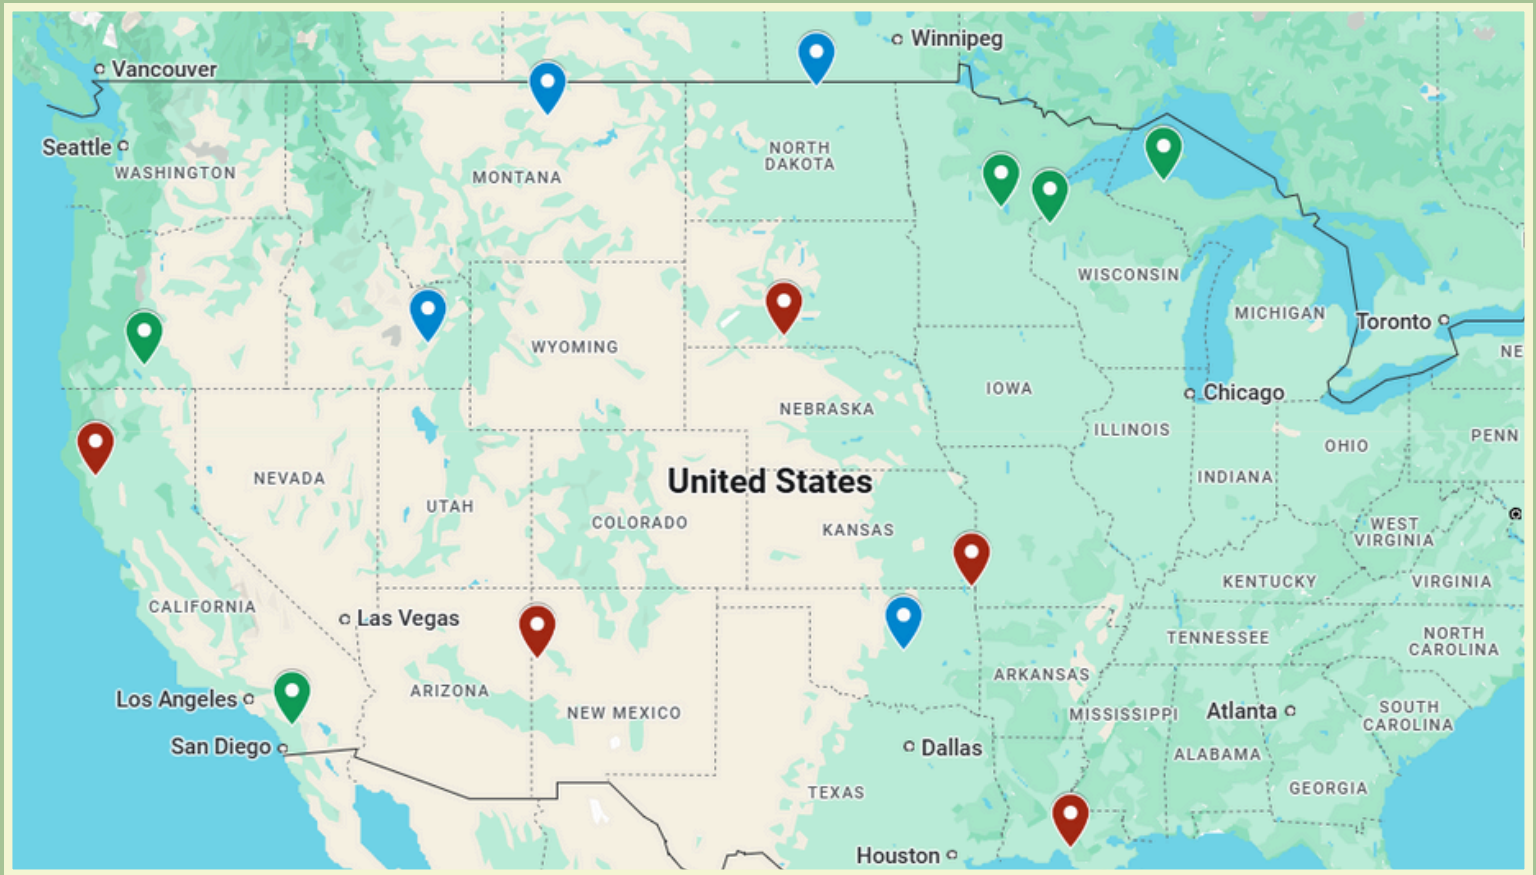 Winnipeg
Vancouver
Seattle
WASHINGTON
MONTANA
NORTH
DAKOTA
WISCONSIN
MICHIGAN
Toronto
WYOMING
NE
IOWA
Chicago
NEBRASKA
ILLINOIS
OHIO
PENN
NEVADA
United States
INDIANA
UTAH
COLORADO
KANSAS
WEST
VIRGINIA
KENTUCKY
VIRGINIA
CALIFORNIA
Las Vegas
TENNESSEE
NORTH
CAROLINA
ARKANSAS
ARIZONA
Los Angeles
NEW MEXICO
MISSISSIPPI
Atlanta
SOUTH
CAROLINA
San Diego
Dallas
ALABAMA
TEXAS
GEORGIA
Houston